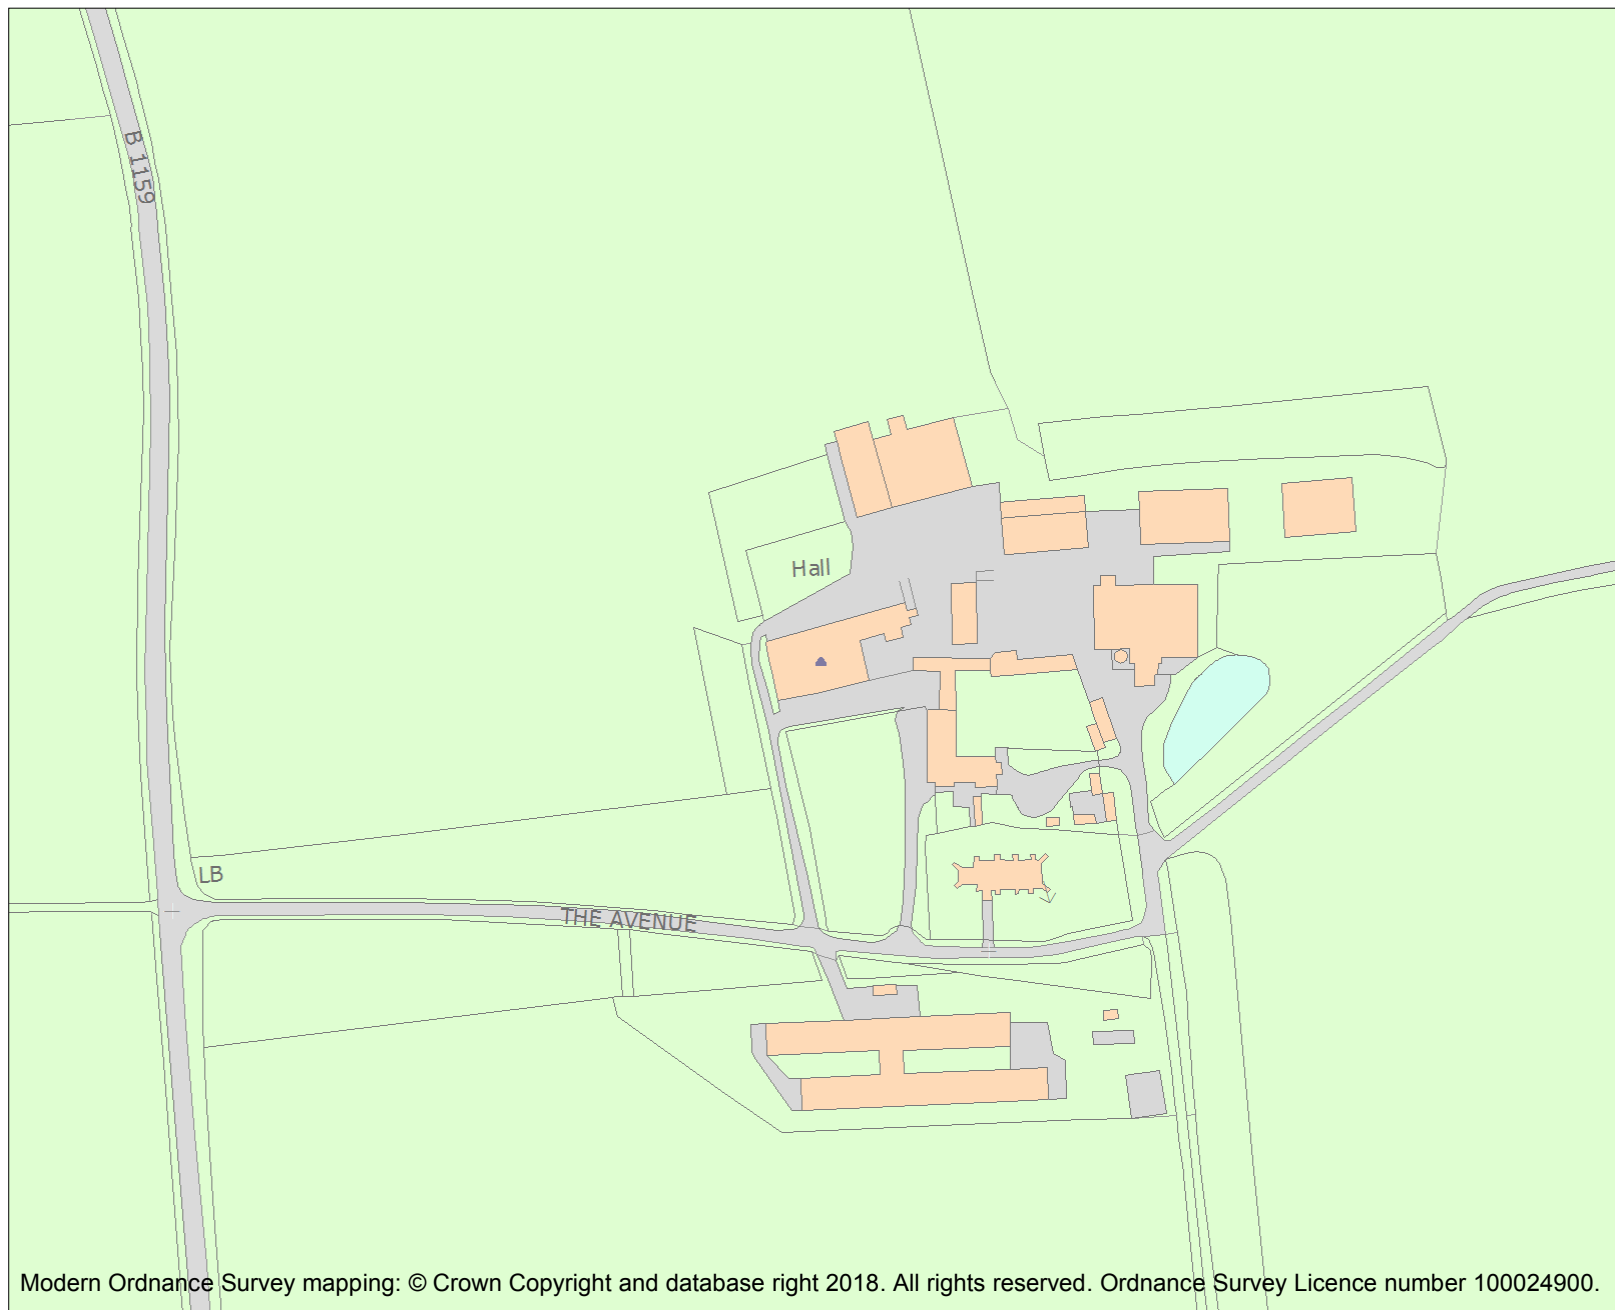 B 1159
Hall
LB
THE AVENUE
Modern Ordnance Survey mapping: © Crown Copyright and database right 2018. All rights reserved. Ordnance Survey Licence number 100024900.